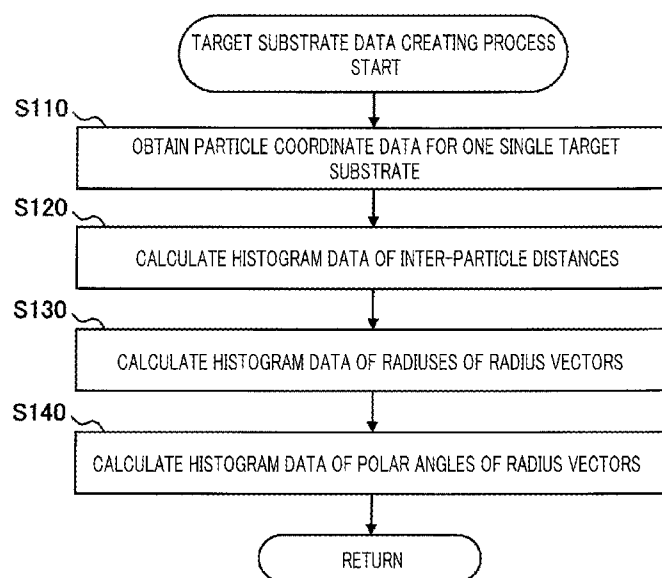 TARGET SUBSTRATE DATA CREATING PROCESS
START
S110
OBTAIN PARTICLE COORDINATE DATA FOR ONE SINGLE TARGET
SUBSTRATE
S120
CALCULATE HISTOGRAM DATA OF INTER-PARTICLE DISTANCES
S130
CALCULATE HISTOGRAM DATA OF RADIUSES OF RADIUS VECTORS
S140
CALCULATE HISTOGRAM DATA OF POLAR ANGLES OF RADIUS VECTORS
RETURN